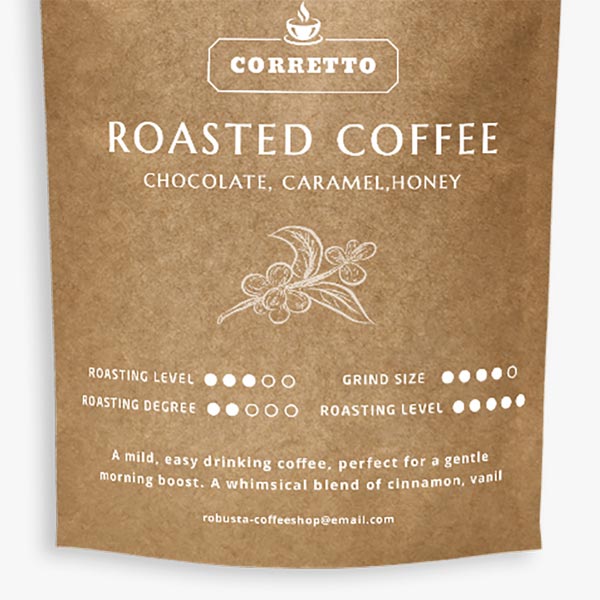 CORRETTO
ROASTED COFFEE
CHOCOLATE, CARAMEL,HONEY
ROASTING LEVEL
GRIND SIZE
ROASTING DEGREE
ROASTING LEVEL
A mild, easy drinking coffee, perfect for a gentle
morning boost. A whimsical blend of cinnamon, vanil
robusta-coffeeshop@email.com